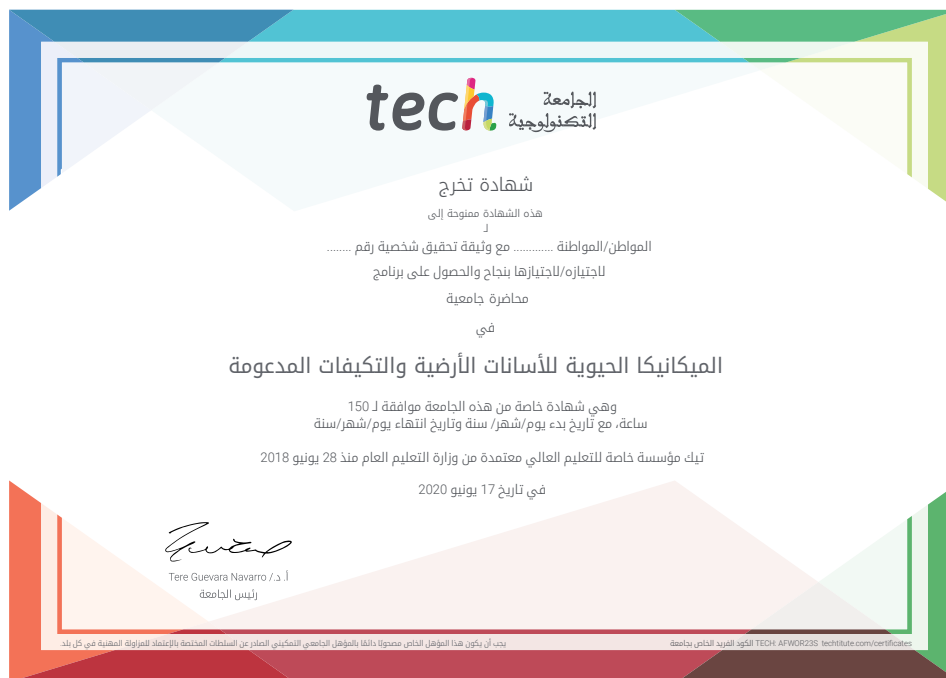 tech الجامعة
التكنولوجية
شهادة تخرج
هذه الشهادة ممنوحة إلى
لـ
المواطن/المواطنة ............ مع وثيقة تحقيق شخصية رقم ........
لاجتيازه/لاجتيازها بنجاح والحصول على برنامج
محاضرة جامعية
في
الميكانيكا الحيوية للأسانات الأرضية والتكيفات المدعومة
وهي شهادة خاصة من هذه الجامعة موافقة لـ 150
ساعة، مع تاريخ بدء يوم/شهر/ سنة وتاريخ انتهاء يوم/شهر/سنة
تيك مؤسسة خاصة للتعليم العالي معتمدة من وزارة التعليم العام منذ 28 يونيو 2018
في تاريخ 17 يونيو 2020
أ. د./ Tere Guevara Navarro
رئيس الجامعة
يجب أن يكون هذا المؤهل الخاص مصحوبًا دائمًا بالمؤهل الجامعي التمكيني الصادر عن السلطات المختصة بالإعتماد للمزاولة المهنية في كل بلد.
الكود الفريد الخاص بجامعة TECH: AFWOR23S techtitute.com/certificates